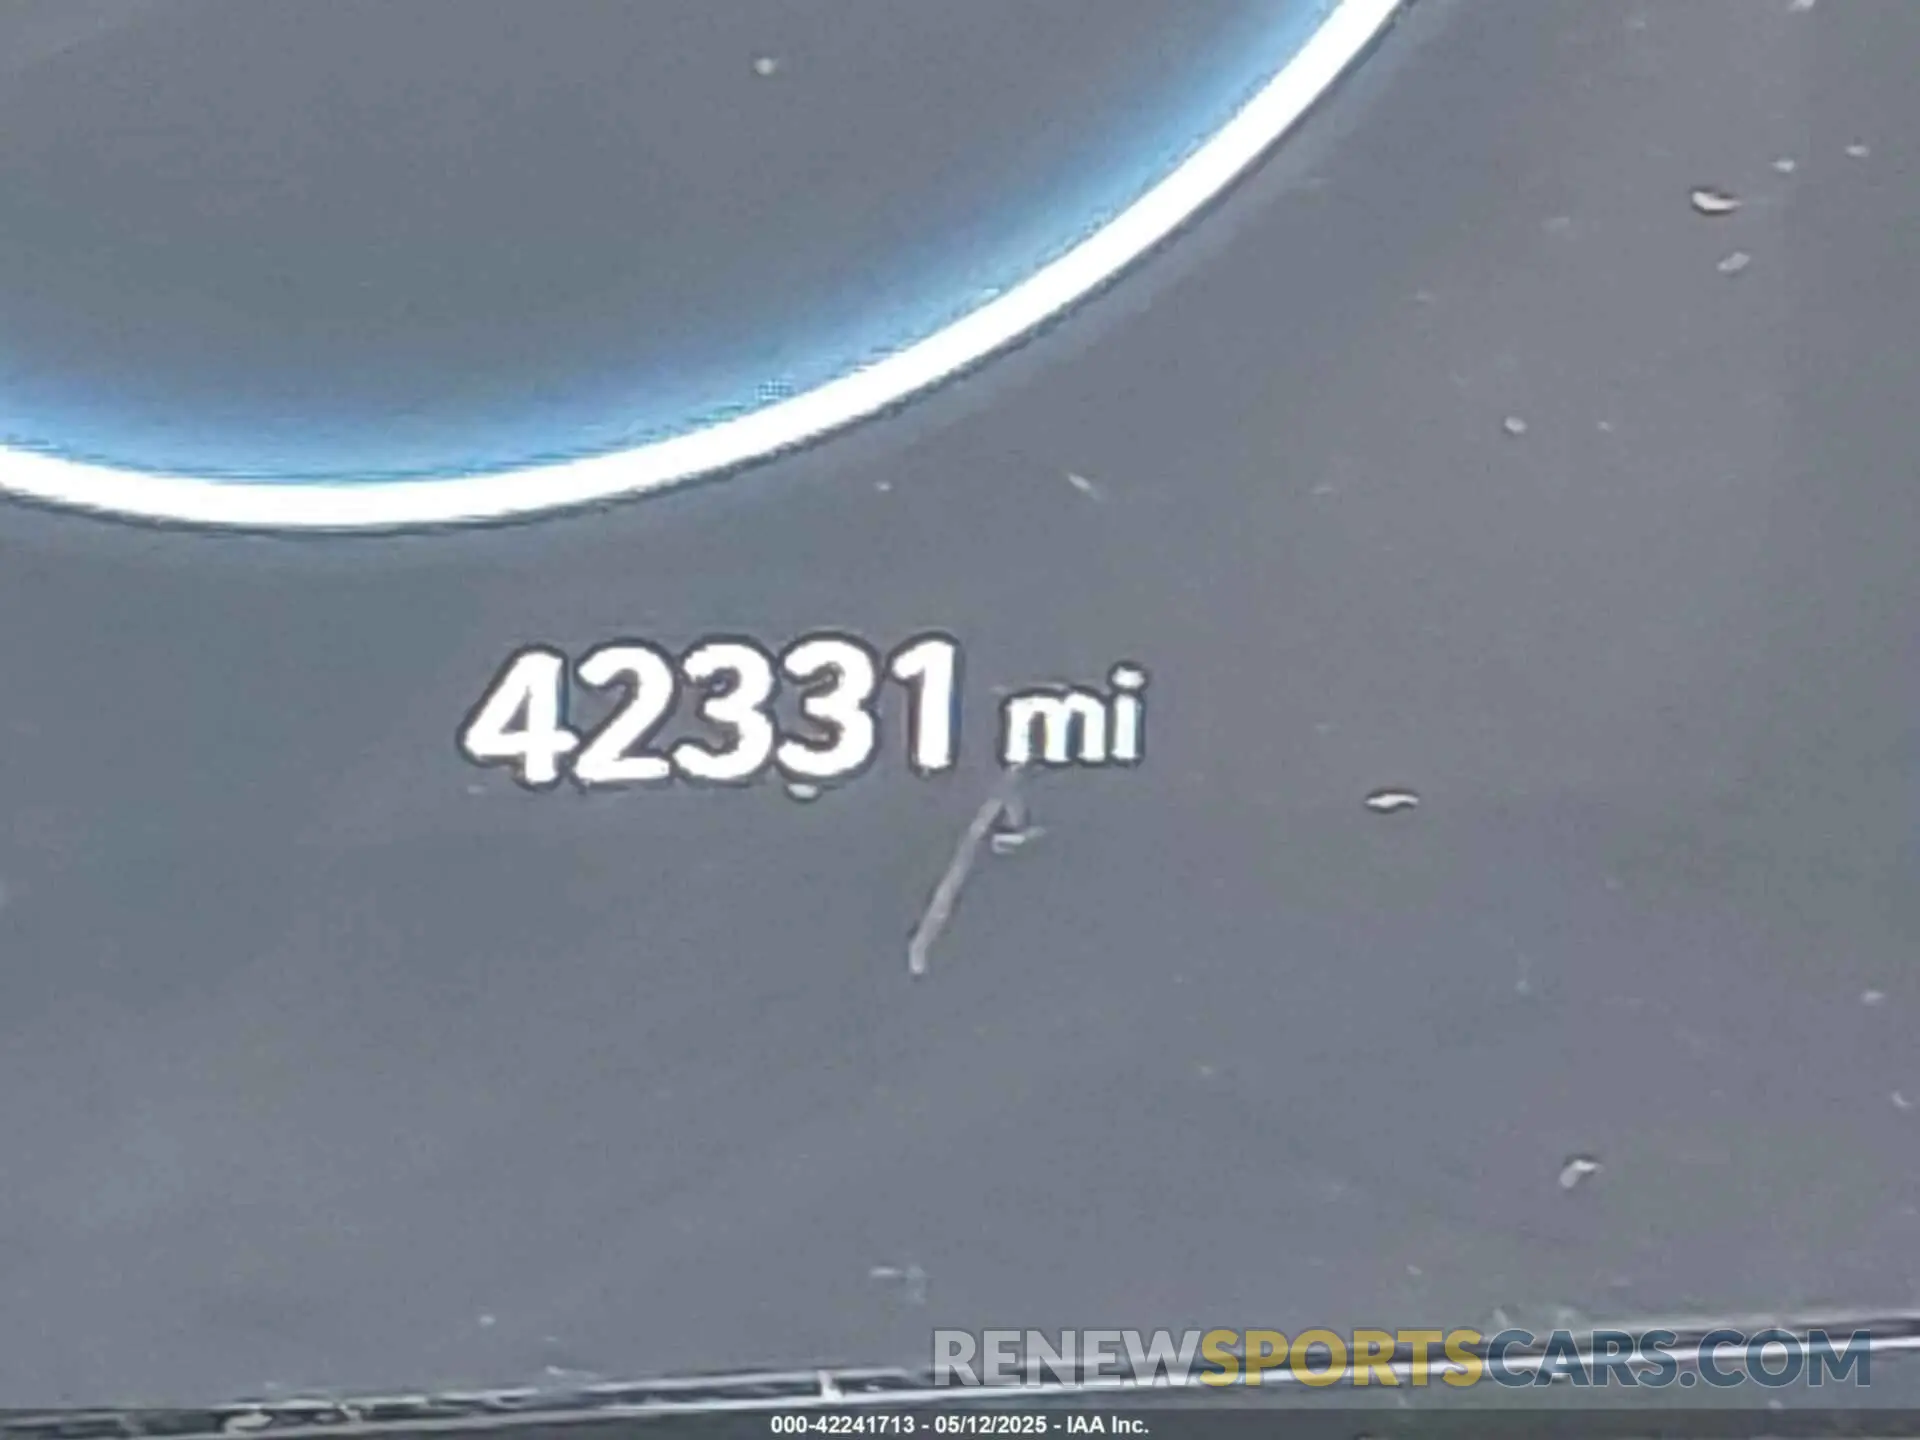 42331 mi
RENEWSPORTSCARS.COM
000-42241713 - 05/12/2025 - IAA Inc.